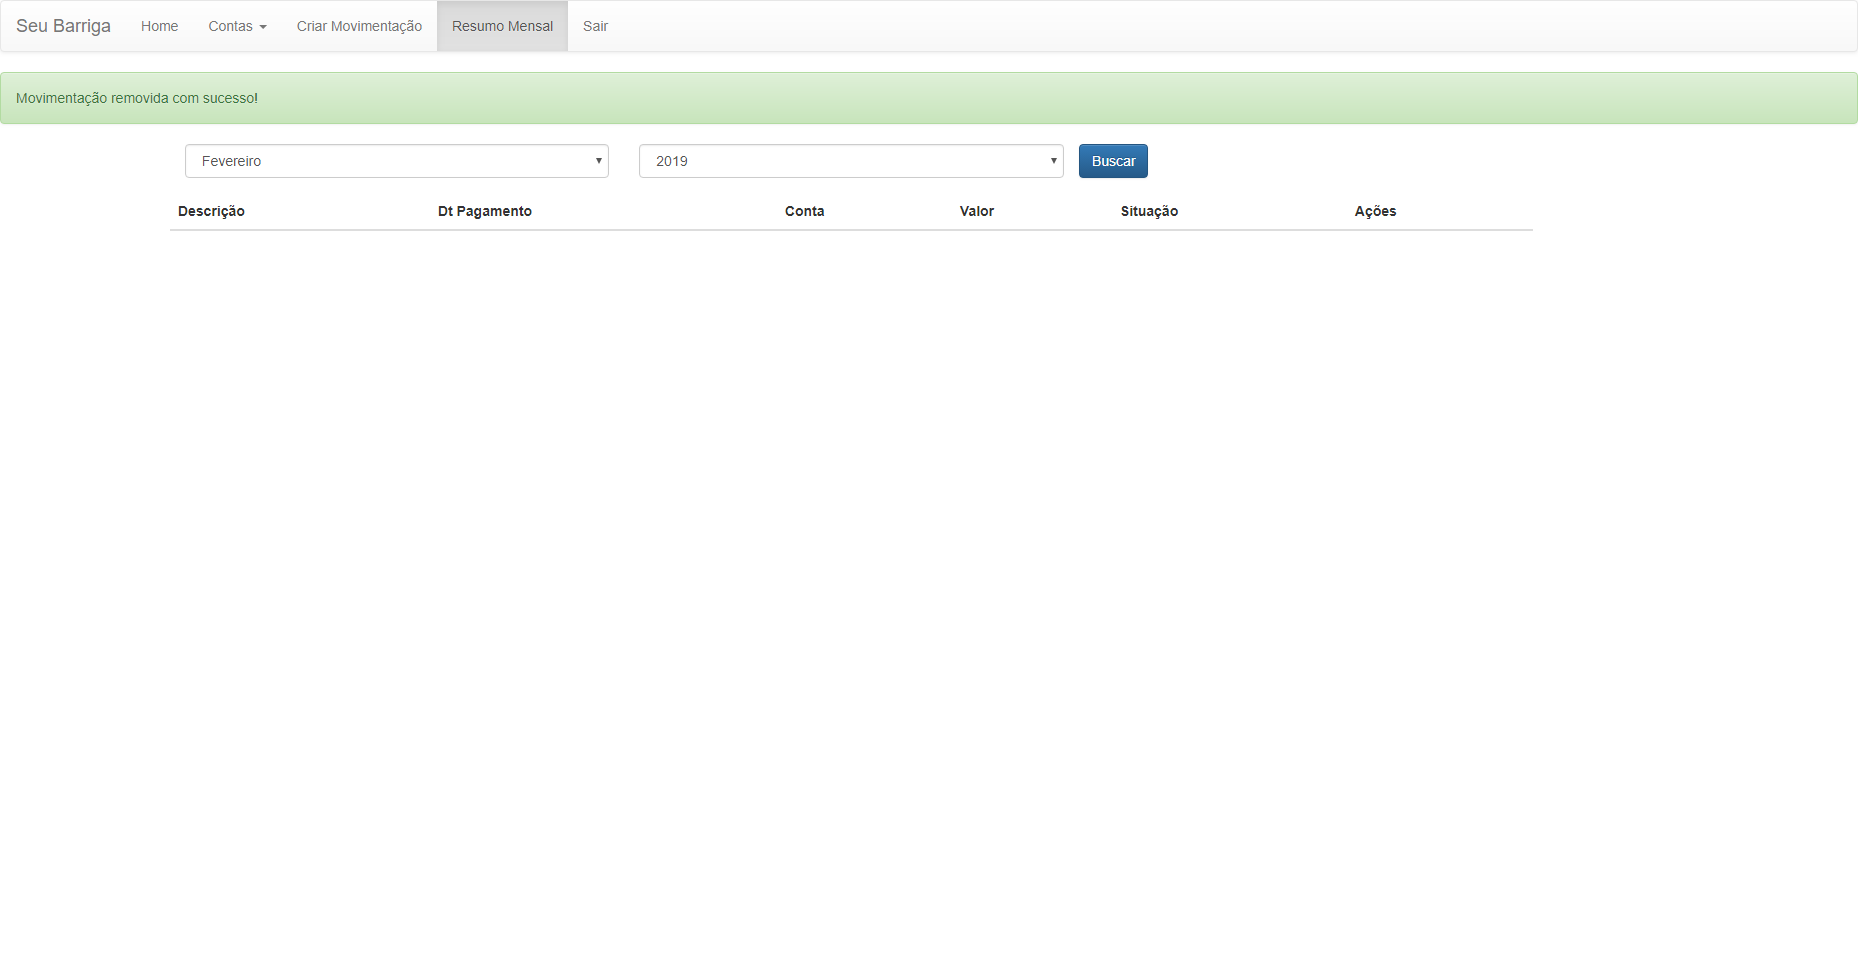 Seu Barriga Home Contas Criar Movimentação Resumo Mensal Sair
Movimentação removida com sucesso!
Fevereiro 2019 Buscar
Descrição Dt Pagamento Conta Valor Situação Ações